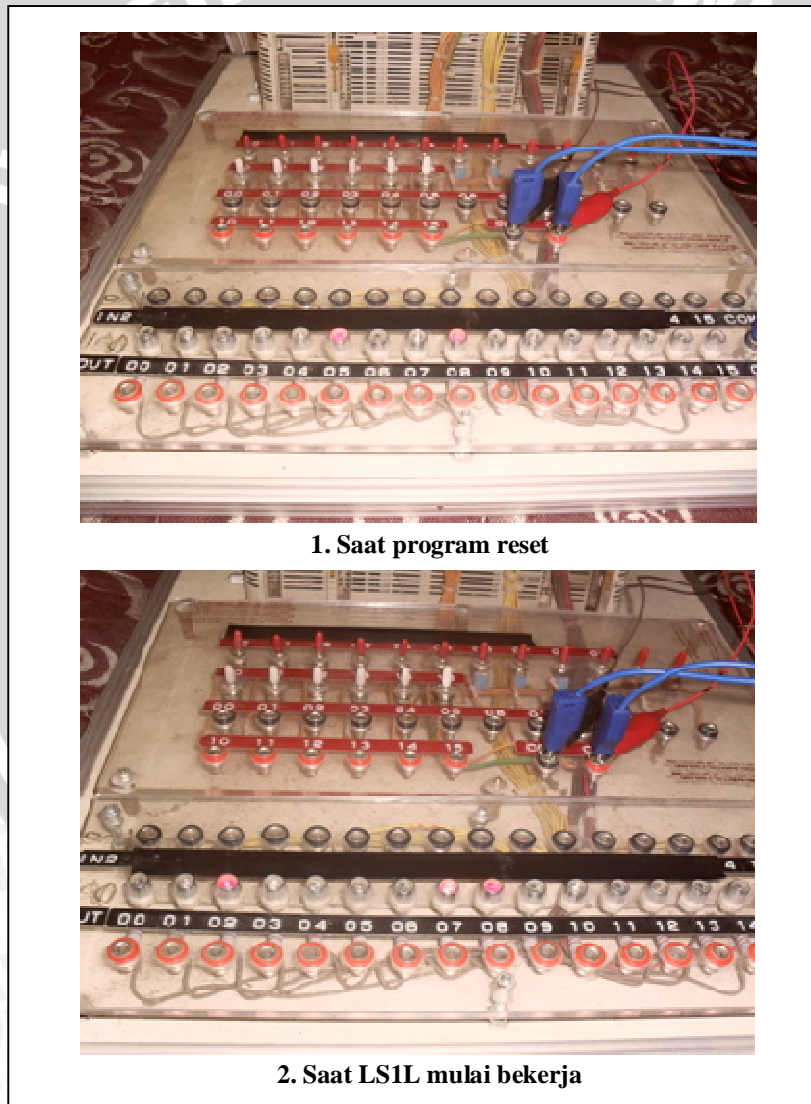 00 01 02 03
10 11 12 13 14 15
IN2 4 15 COM
OUT 00 01 02 03 04 05 06 07 08 09 10 11 12 13 14 15
1. Saat program reset
00 01 02 03 04 05
10 11 12 13 14 15
IN2 4
OUT 00 01 02 03 04 05 06 07 08 09 10 11 12 13 14
2. Saat LS1L mulai bekerja